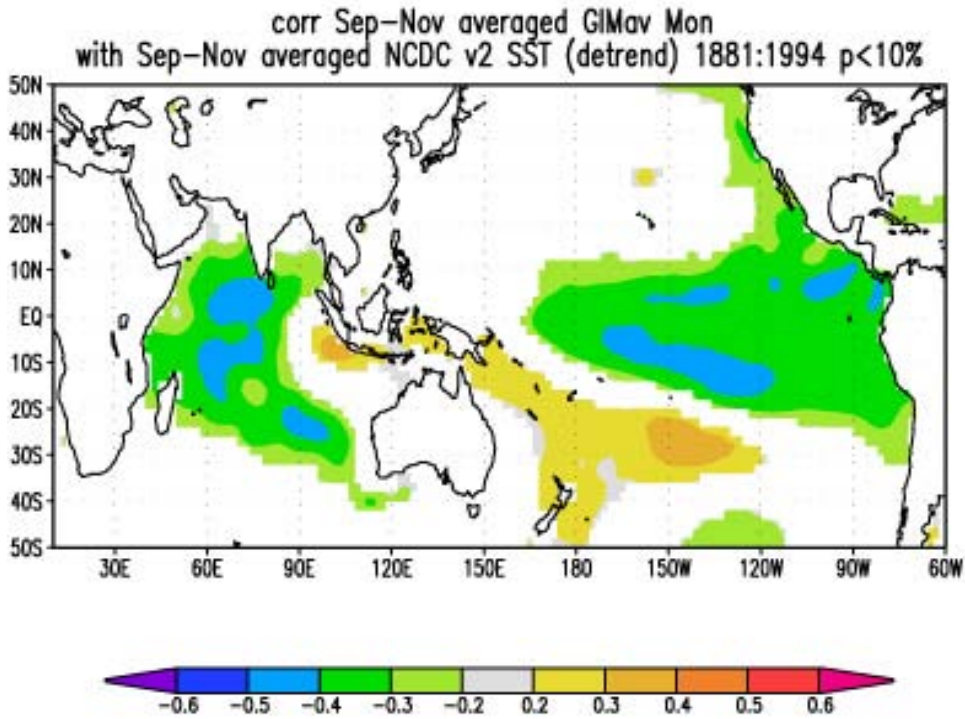 corr Sep-Nov averaged GIMav Mon
with Sep-Nov averaged NCDC v2 SST (detrend) 1881:1994 p<10%
50N
40N
30N
20N
10N
EQ
10S
20S
30S
40S
50S
30E 60E 90E 120E 150E 180 150W 120W 90W 60W
-0.6 -0.5 -0.4 -0.3 -0.2 0.2 0.3 0.4 0.5 0.6